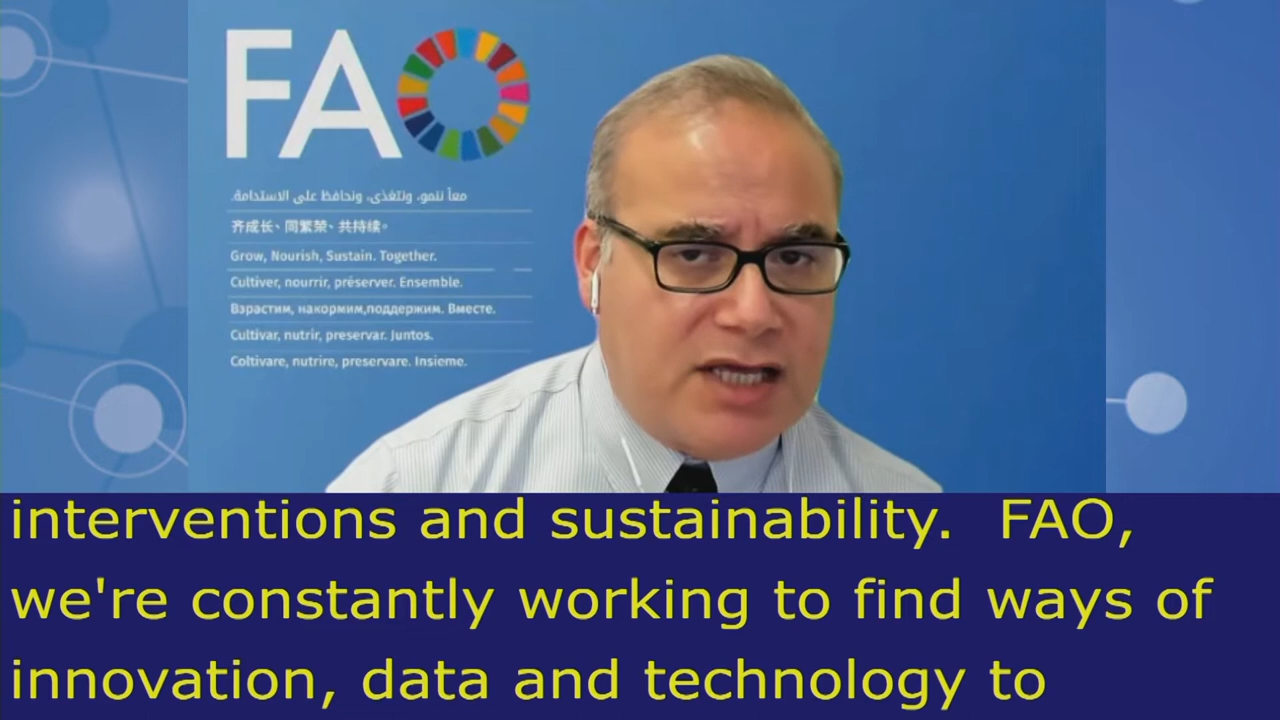 FAO
معاً ننمو، ونتغذى، ونحافظ على الاستدامة.
齐成长、同繁荣、共持续。
Grow, Nourish, Sustain. Together.
Cultiver, nourrir, préserver. Ensemble.
Взрастим, накормим,поддержим. Вместе.
Cultivar, nutrir, preservar. Juntos.
Coltivare, nutrire, preservare. Insieme.
interventions and sustainability.  FAO,
we're constantly working to find ways of
innovation, data and technology to